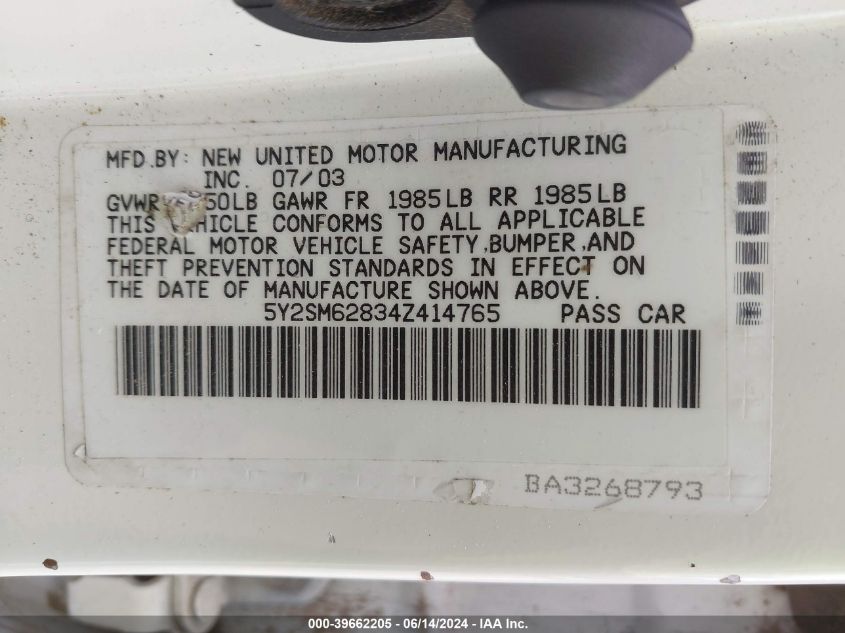 MFD.BY: NEW UNITED MOTOR MANUFACTURING
INC. 07/03
50LB GAWR FR 1985LB RR 1985LB
THIS CONFORMS TO ALL APPLICABLE
FEDERAL MOTOR VEHICLE SAFETY,BUMPER,AND
THEFT PREVENTION STANDARDS IN EFFECT ON
THE DATE OF MANUFACTURE SHOWN ABOVE.
5Y2SM62834Z414765 PASS CAR
BA3268793
000-39662205 - 06/14/2024 - IAA Inc.